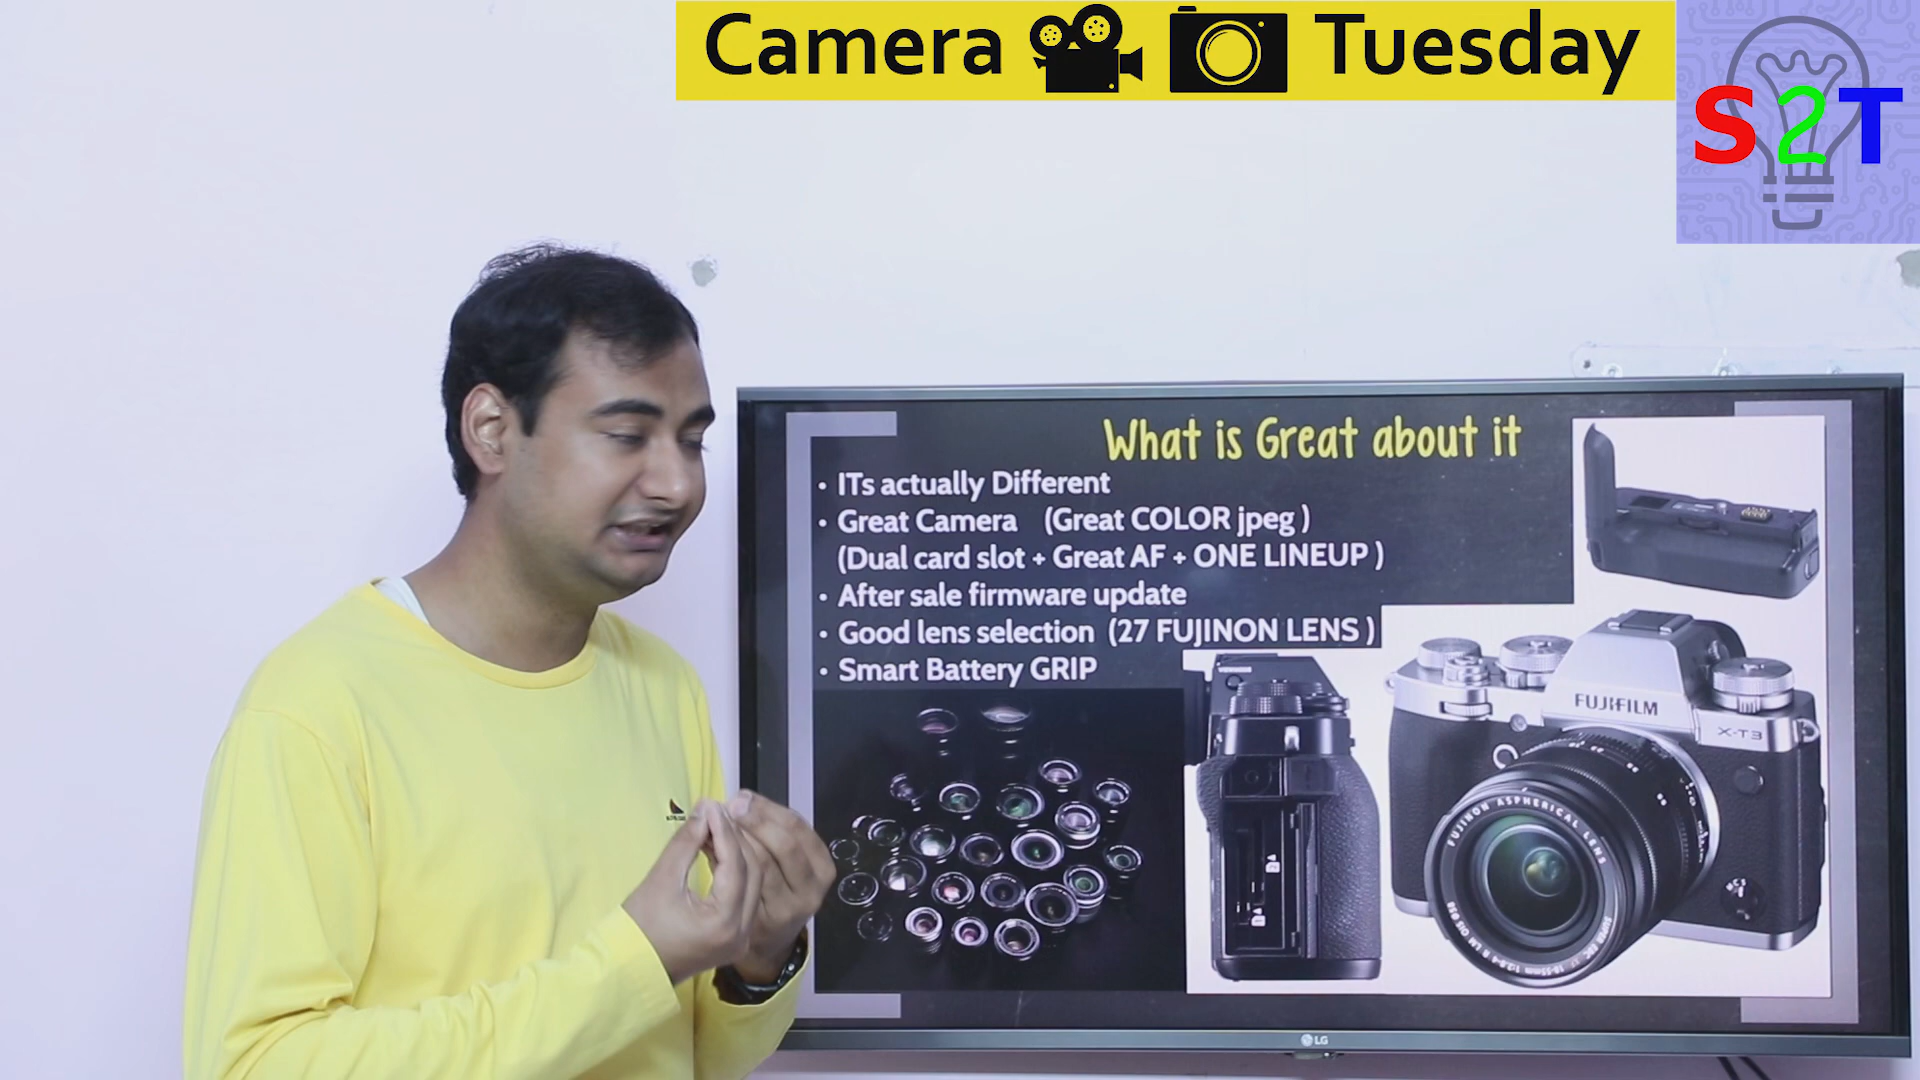 Camera Tuesday
S2T
What is Great about it
• ITs actually Different
• Great Camera (Great COLOR jpeg )
(Dual card slot + Great AF + ONE LINEUP )
• After sale firmware update
• Good lens selection (27 FUJINON LENS )
• Smart Battery GRIP
FUJIFILM
X-T3
FUJINON ASPHERICAL LENS
LG